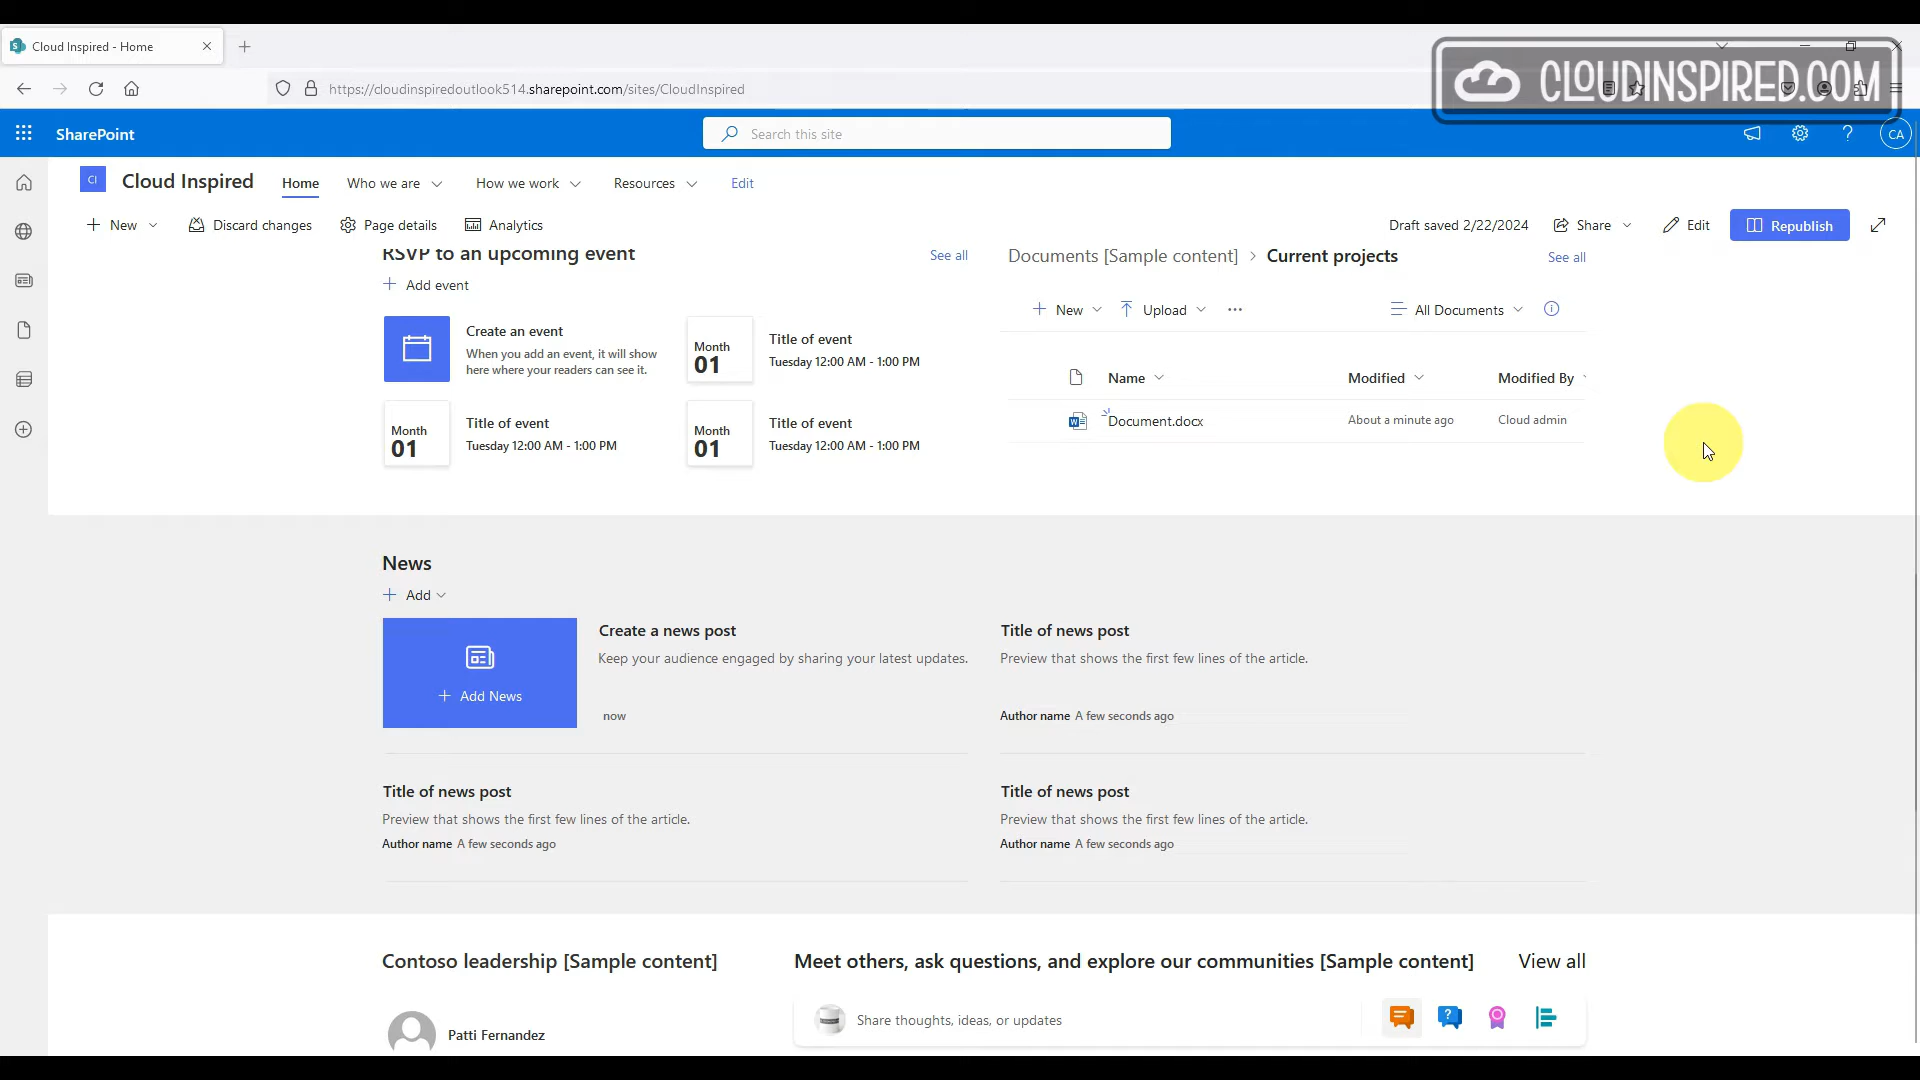 Cloud Inspired - Home
CLOUDINSPIRED.COM
https://cloudinspiredoutlook514.sharepoint.com/sites/CloudInspired
SharePoint
Search this site
CA
CI
Cloud Inspired
Home
Who we are
How we work
Resources
Edit
New
Discard changes
Page details
Analytics
Draft saved 2/22/2024
Share
Edit
Republish
RSVP to an upcoming event
See all
Add event
Create an event
When you add an event, it will show
here where your readers can see it.
Month
01
Title of event
Tuesday 12:00 AM - 1:00 PM
Month
01
Title of event
Tuesday 12:00 AM - 1:00 PM
Month
01
Title of event
Tuesday 12:00 AM - 1:00 PM
Documents [Sample content] > Current projects
See all
New
Upload
All Documents
Name
Modified
Modified By
Document.docx
About a minute ago
Cloud admin
News
Add
Add News
Create a news post
Keep your audience engaged by sharing your latest updates.
now
Title of news post
Preview that shows the first few lines of the article.
Author name A few seconds ago
Title of news post
Preview that shows the first few lines of the article.
Author name A few seconds ago
Title of news post
Preview that shows the first few lines of the article.
Author name A few seconds ago
Contoso leadership [Sample content]
Patti Fernandez
Meet others, ask questions, and explore our communities [Sample content]
View all
Share thoughts, ideas, or updates